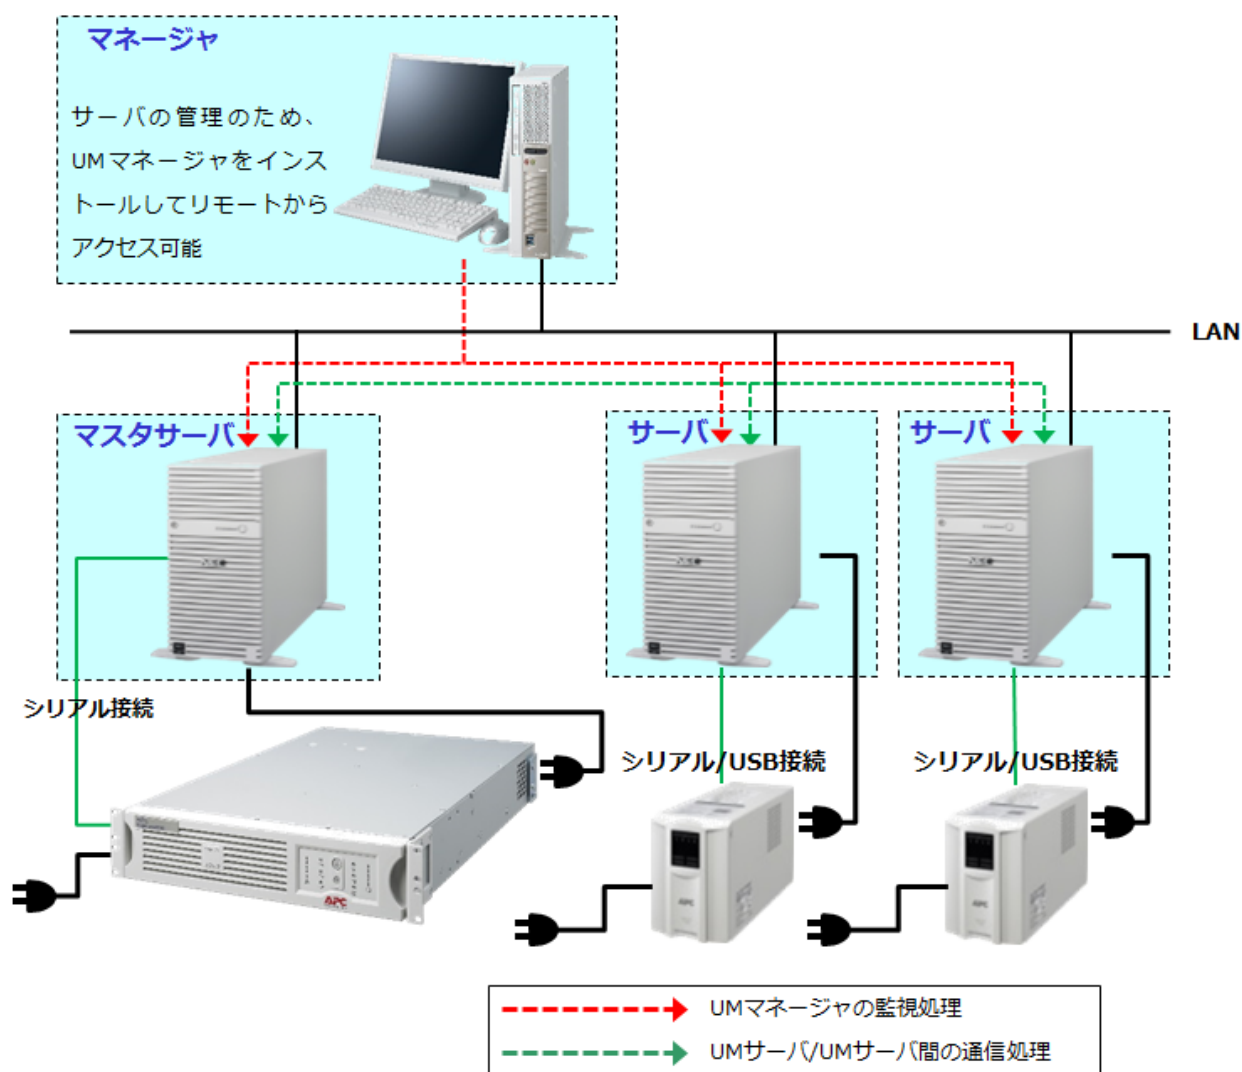 マネージャ
サーバの管理のため、
UMマネージャをインス
トールしてリモートから
アクセス可能
LAN
マスタサーバ
サーバ
サーバ
シリアル接続
シリアル/USB接続
シリアル/USB接続
APC
APC
APC
UMマネージャの監視処理
UMサーバ/UMサーバ間の通信処理